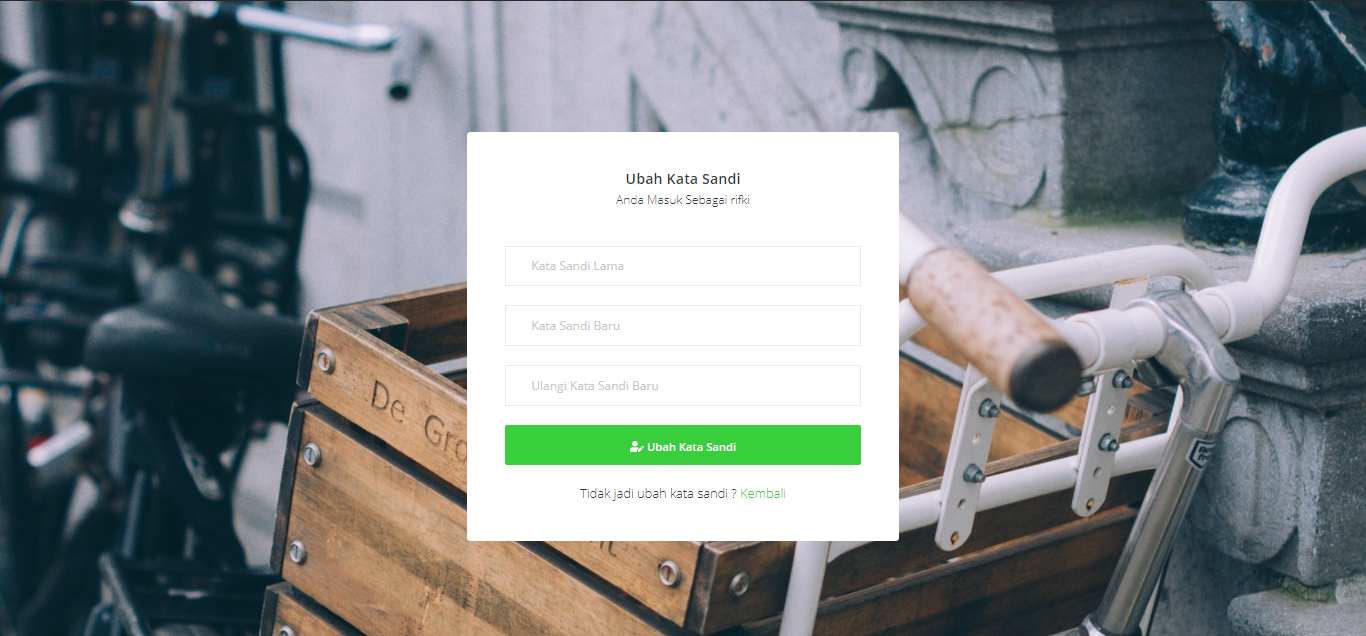 Ubah Kata Sandi
Anda Masuk Sebagai rifki
Kata Sandi Lama
Kata Sandi Baru
Ulangi Kata Sandi Baru
Ubah Kata Sandi
Tidak jadi ubah kata sandi ? Kembali
De